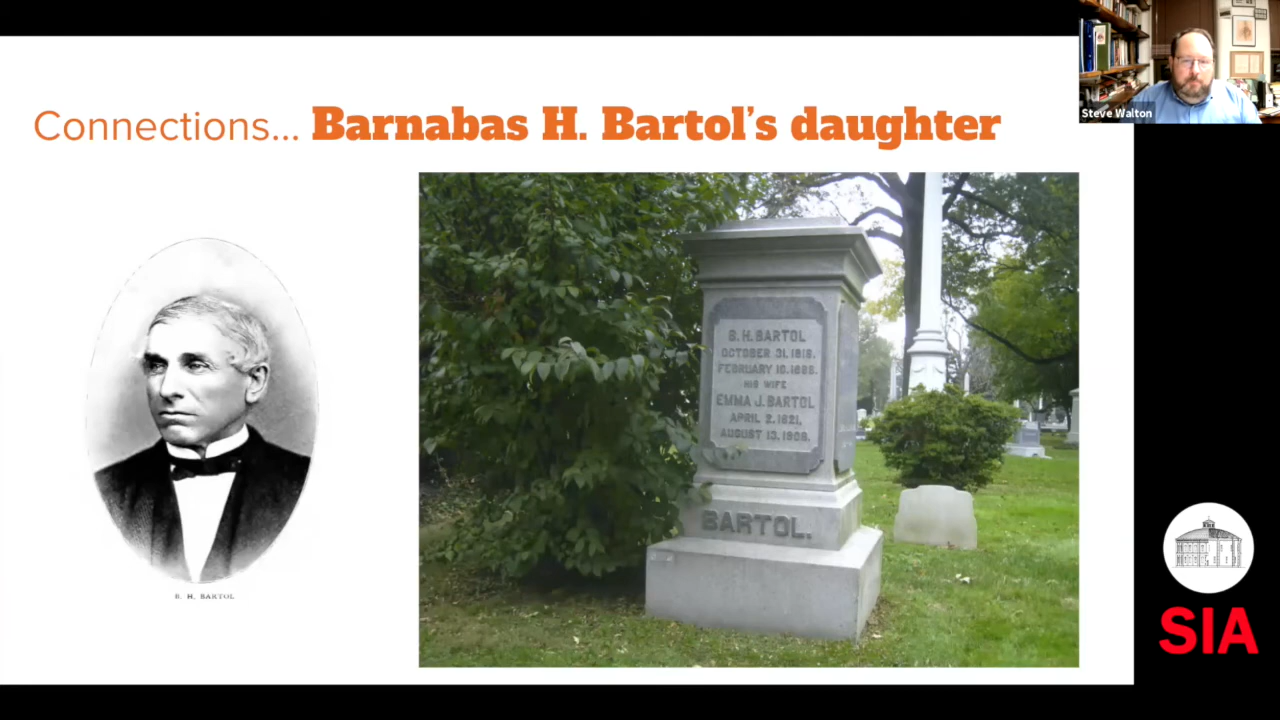 Steve Walton
Connections... Barnabas H. Bartol's daughter
B. H. BARTOL
OCTOBER 31, 1816.
FEBRUARY 10, 1888.
HIS WIFE
EMMA J. BARTOL
APRIL 2, 1821,
AUGUST 13, 1908.
BARTOL.
B. H. BARTOL
SIA